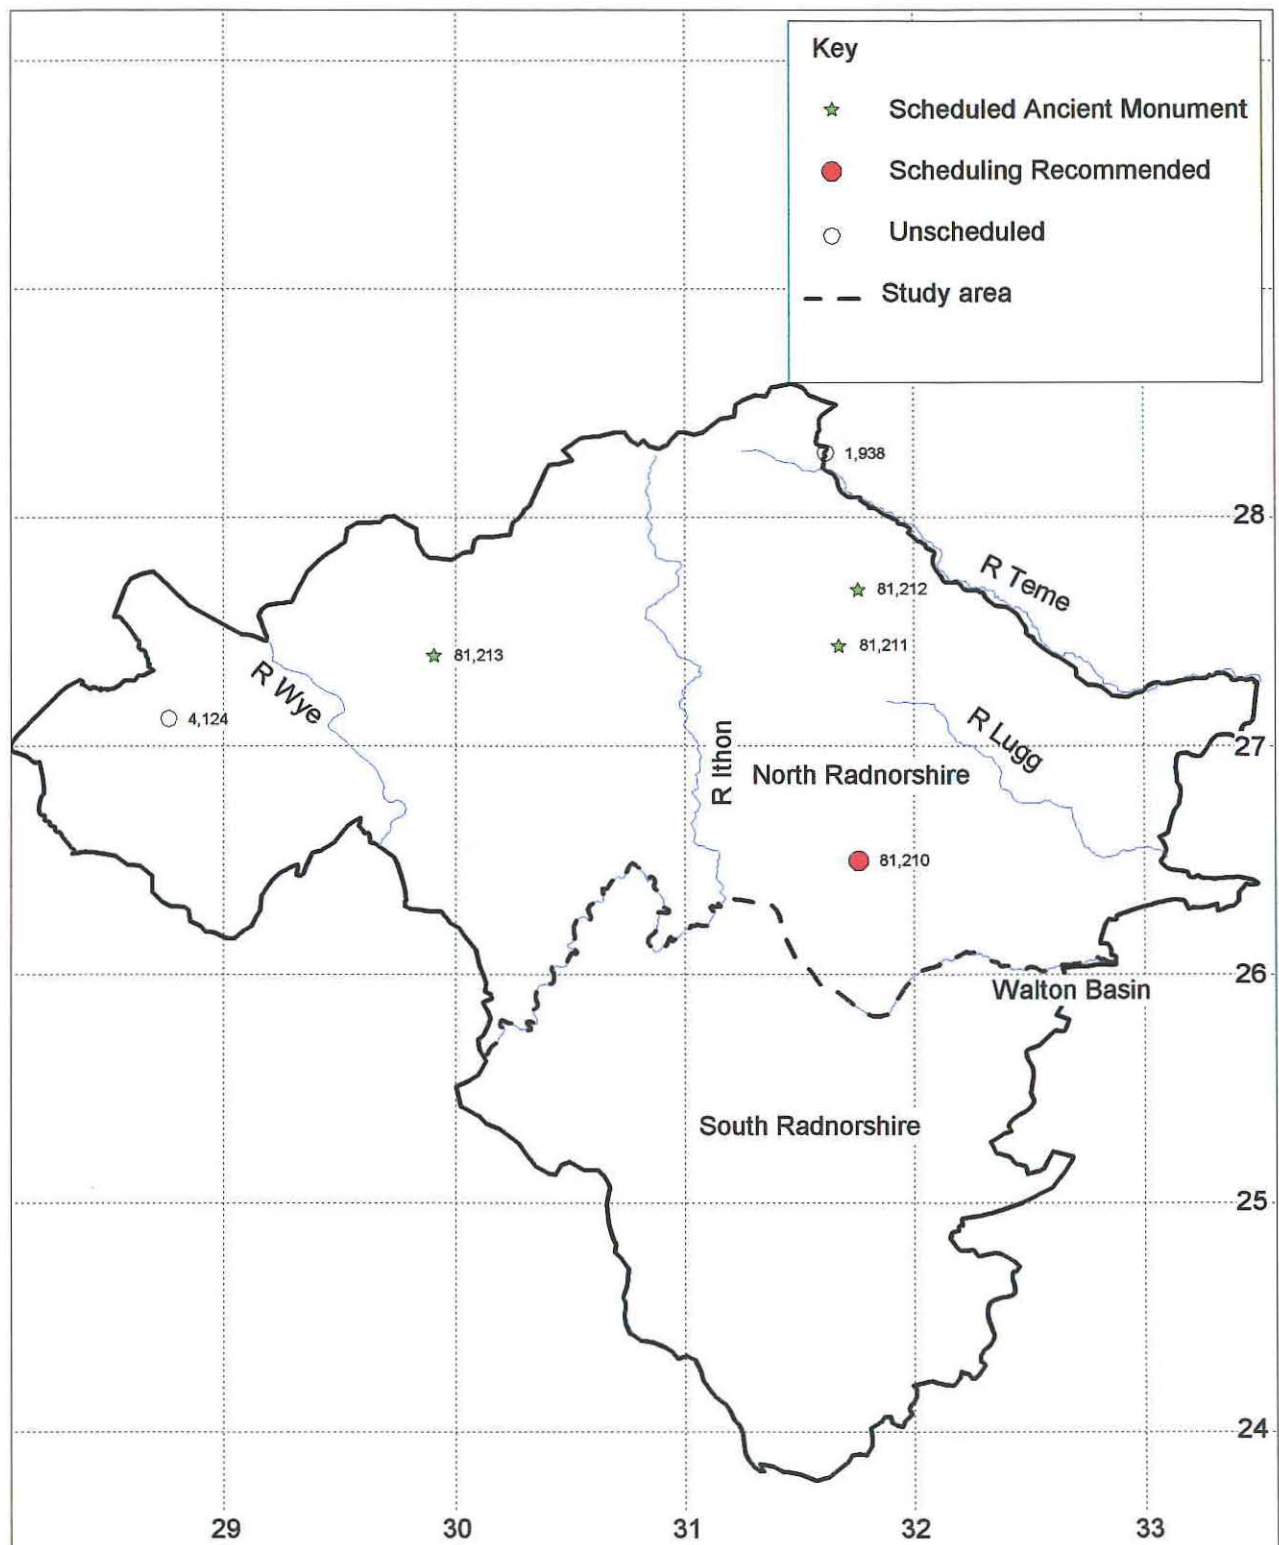 Key
Scheduled Ancient Monument
Scheduling Recommended
Unscheduled
Study area
1,938
28
R Teme
81,212
81,211
81,213
R Wye
4,124
R Lugg
27
R Ithon
North Radnorshire
81,210
26
Walton Basin
South Radnorshire
25
24
29 30 31 32 33